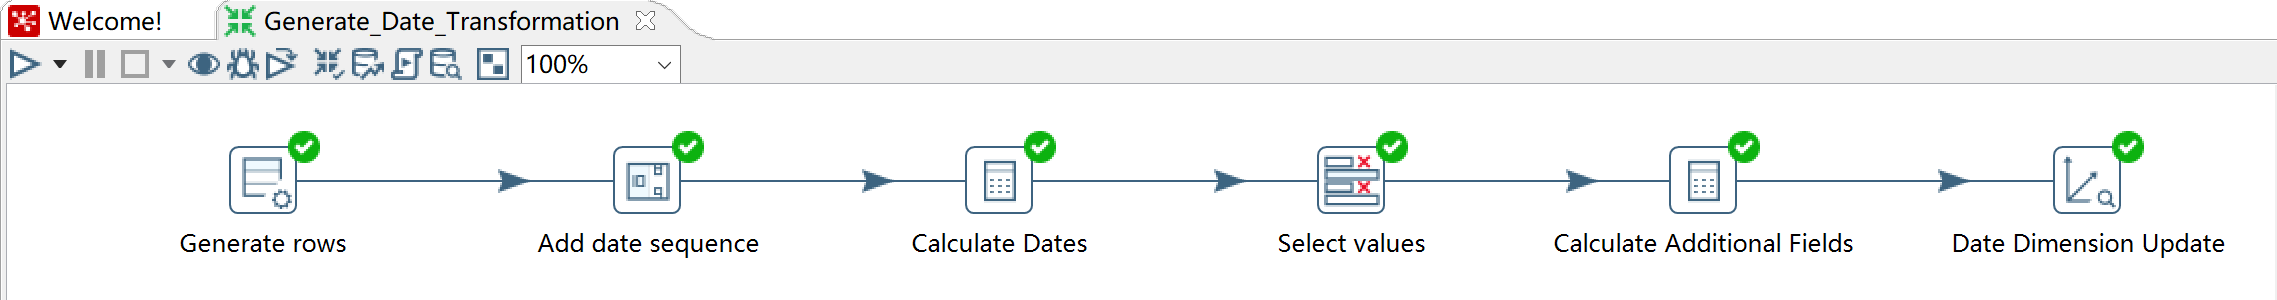 Welcome!
Generate_Date_Transformation
100%
Generate rows
Add date sequence
Calculate Dates
Select values
Calculate Additional Fields
Date Dimension Update